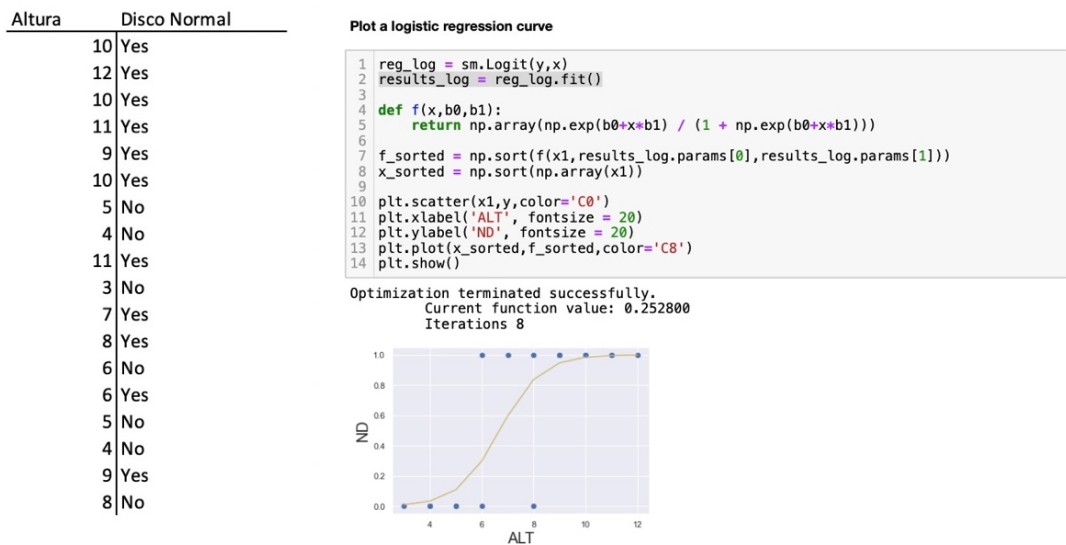 Altura Disco Normal
10 Yes
12 Yes
10 Yes
11 Yes
9 Yes
10 Yes
5 No
4 No
11 Yes
3 No
7 Yes
8 Yes
6 No
6 Yes
5 No
4 No
9 Yes
8 No
Plot a logistic regression curve
1 reg_log = sm.Logit(y,x)
2 results_log = reg_log.fit()
3
4 def f(x,b0,b1):
5     return np.array(np.exp(b0+x*b1) / (1 + np.exp(b0+x*b1)))
6
7 f_sorted = np.sort(f(x1,results_log.params[0],results_log.params[1]))
8 x_sorted = np.sort(np.array(x1))
9
10 plt.scatter(x1,y,color='C0')
11 plt.xlabel('ALT', fontsize = 20)
12 plt.ylabel('ND', fontsize = 20)
13 plt.plot(x_sorted,f_sorted,color='C8')
14 plt.show()
Optimization terminated successfully.
Current function value: 0.252800
Iterations 8
1.0
0.8
0.6
0.4
0.2
0.0
ND
4 6 8 10 12
ALT